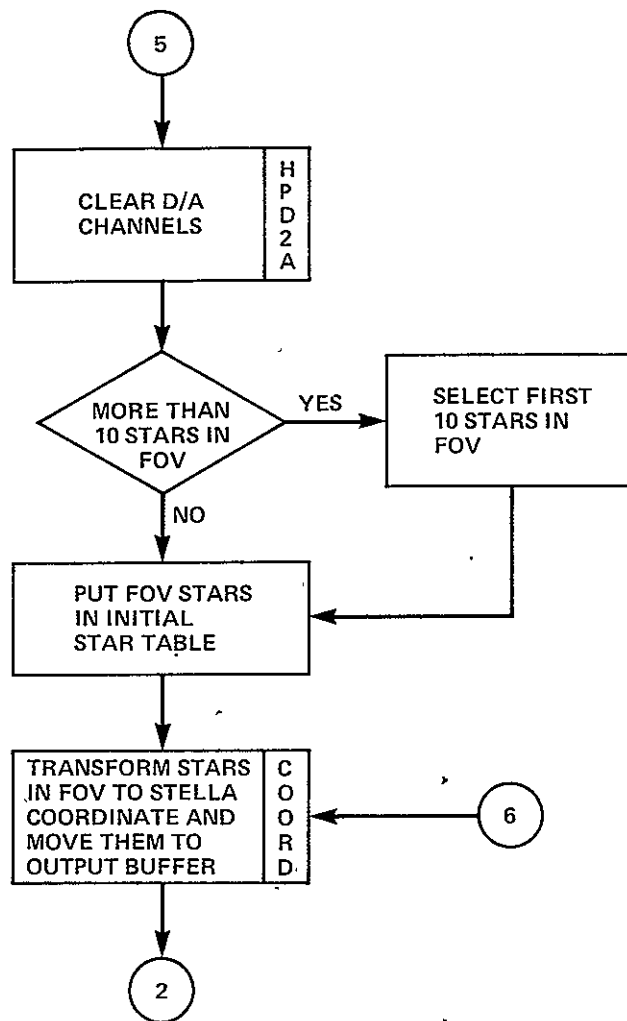 5
CLEAR D/A
CHANNELS
HPD2A
MORE THAN
10 STARS IN
FOV
YES
SELECT FIRST
10 STARS IN
FOV
NO
PUT FOV STARS
IN INITIAL
STAR TABLE
TRANSFORM STARS
IN FOV TO STELLA
COORDINATE AND
MOVE THEM TO
OUTPUT BUFFER
COORD
6
2